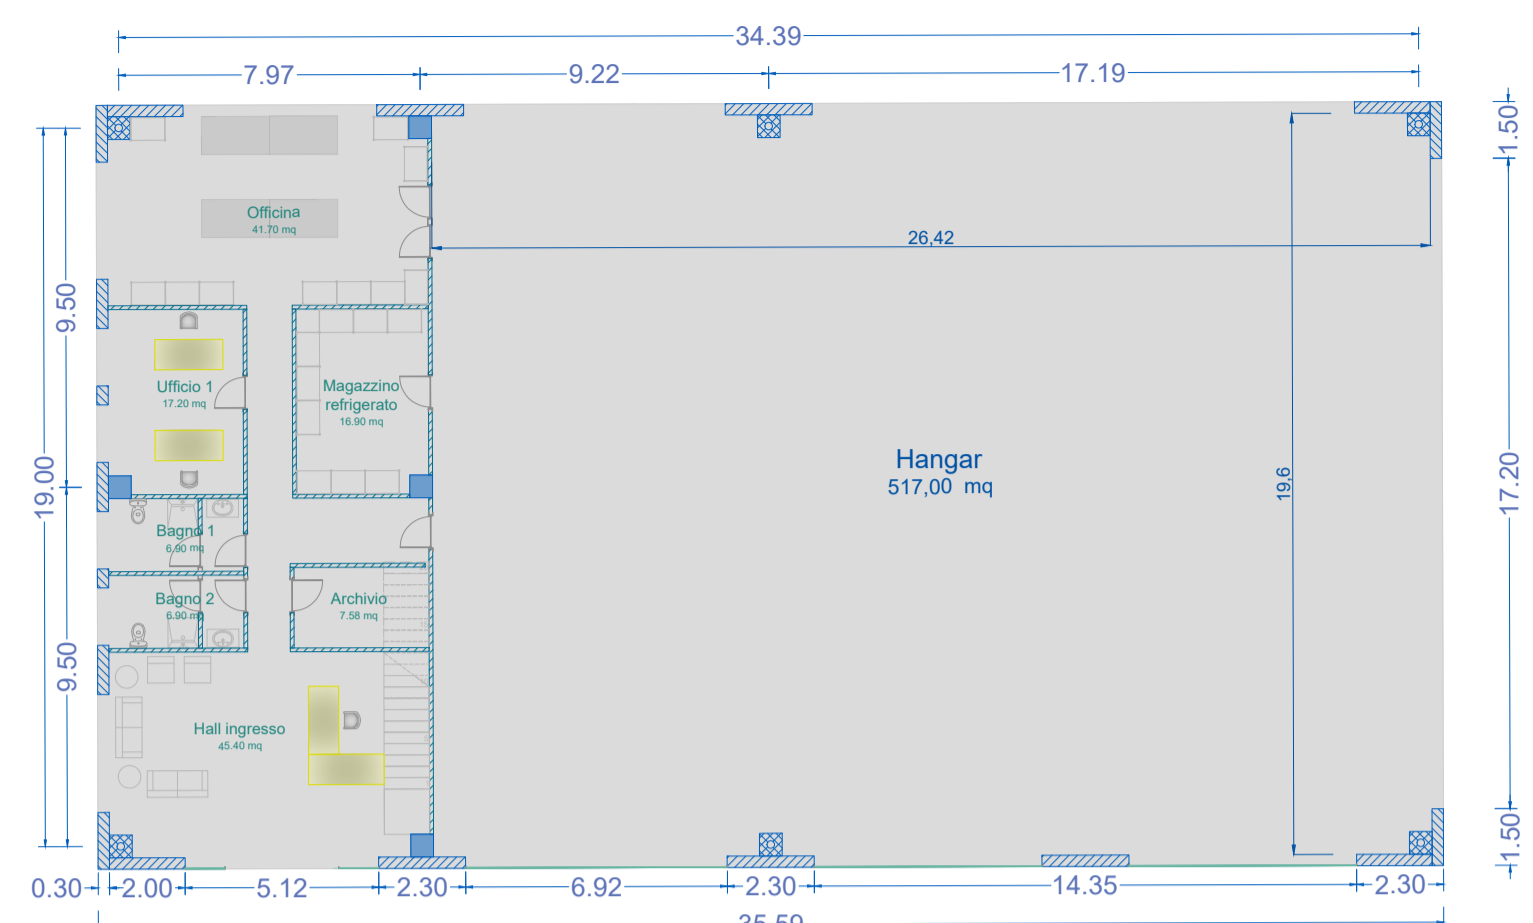 34.39
7.97
9.22
17.19
1.50
Officina
41.70 mq
26,42
9.50
Ufficio 1
17.20 mq
Magazzino
refrigerato
16.90 mq
Hangar
517,00 mq
19,6
19.00
17.20
Bagno 1
6.90 mq
Bagno 2
6.90 mq
Archivio
7.58 mq
9.50
Hall ingresso
45.40 mq
1.50
0.30
2.00
5.12
2.30
6.92
2.30
14.35
2.30
35.59